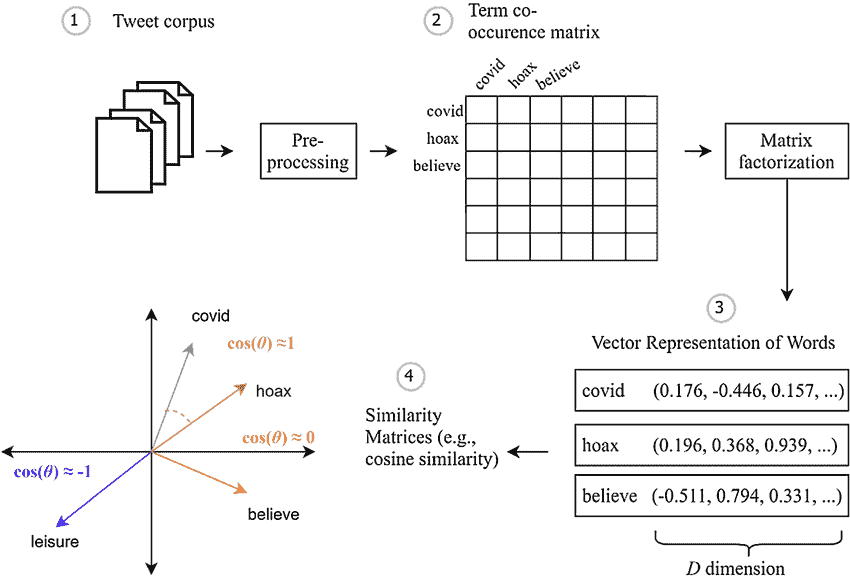 1 Tweet corpus
2 Term co-
occurence matrix
covid hoax believe
covid
hoax
believe
Pre-
processing
Matrix
factorization
3
Vector Representation of Words
covid (0.176, -0.446, 0.157, ...)
hoax (0.196, 0.368, 0.939, ...)
believe (-0.511, 0.794, 0.331, ...)
D dimension
4
Similarity
Matrices (e.g.,
cosine similarity)
covid
cos(θ) ≈1
hoax
cos(θ) ≈ 0
cos(θ) ≈ -1
believe
leisure